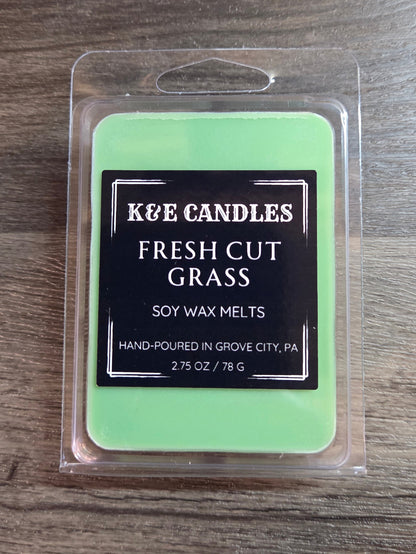 K&E CANDLES
FRESH CUT
GRASS
SOY WAX MELTS
HAND-POURED IN GROVE CITY, PA
2.75 OZ / 78 G